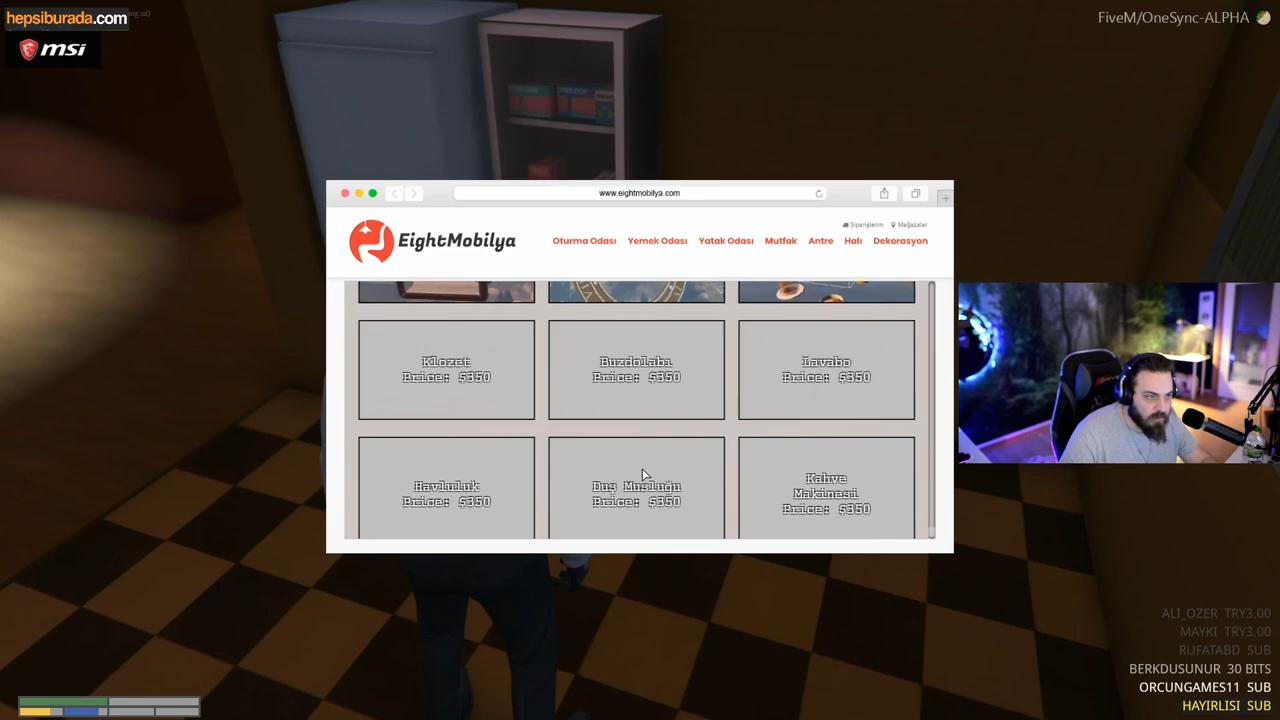 hepsiburada.com
msi
FiveM/OneSync-ALPHA
www.eightmobilya.com
Siparişlerim Mağazalar
EightMobilya
Oturma Odası Yemek Odası Yatak Odası Mutfak Antre Halı Dekorasyon
Klozet
Price: $350
Buzdolabı
Price: $350
Lavabo
Price: $350
Havluluk
Price: $350
Duş Musluğu
Price: $350
Kahve
Makinesi
Price: $350
ALI_OZER TRY3.00
MAYKI TRY3.00
RUFATABD SUB
BERKDUSUNUR 30 BITS
ORCUNGAMES11 SUB
HAYIRLISI SUB